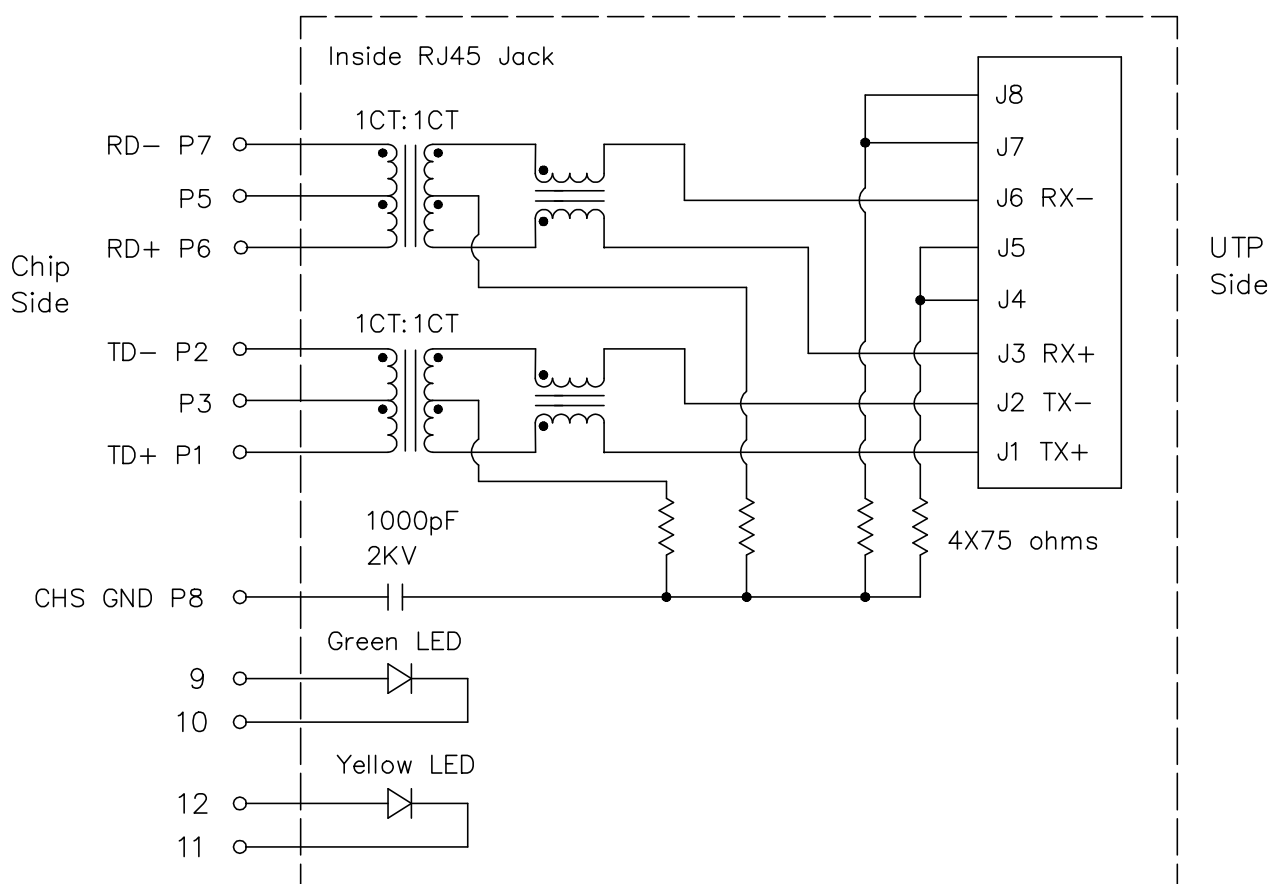 Inside RJ45 Jack
1CT:1CT
RD- P7
P5
RD+ P6
Chip
Side
1CT:1CT
TD- P2
P3
TD+ P1
J8
J7
J6 RX-
J5
J4
J3 RX+
J2 TX-
J1 TX+
UTP
Side
1000pF
2KV
4X75 ohms
CHS GND P8
Green LED
9
10
Yellow LED
12
11